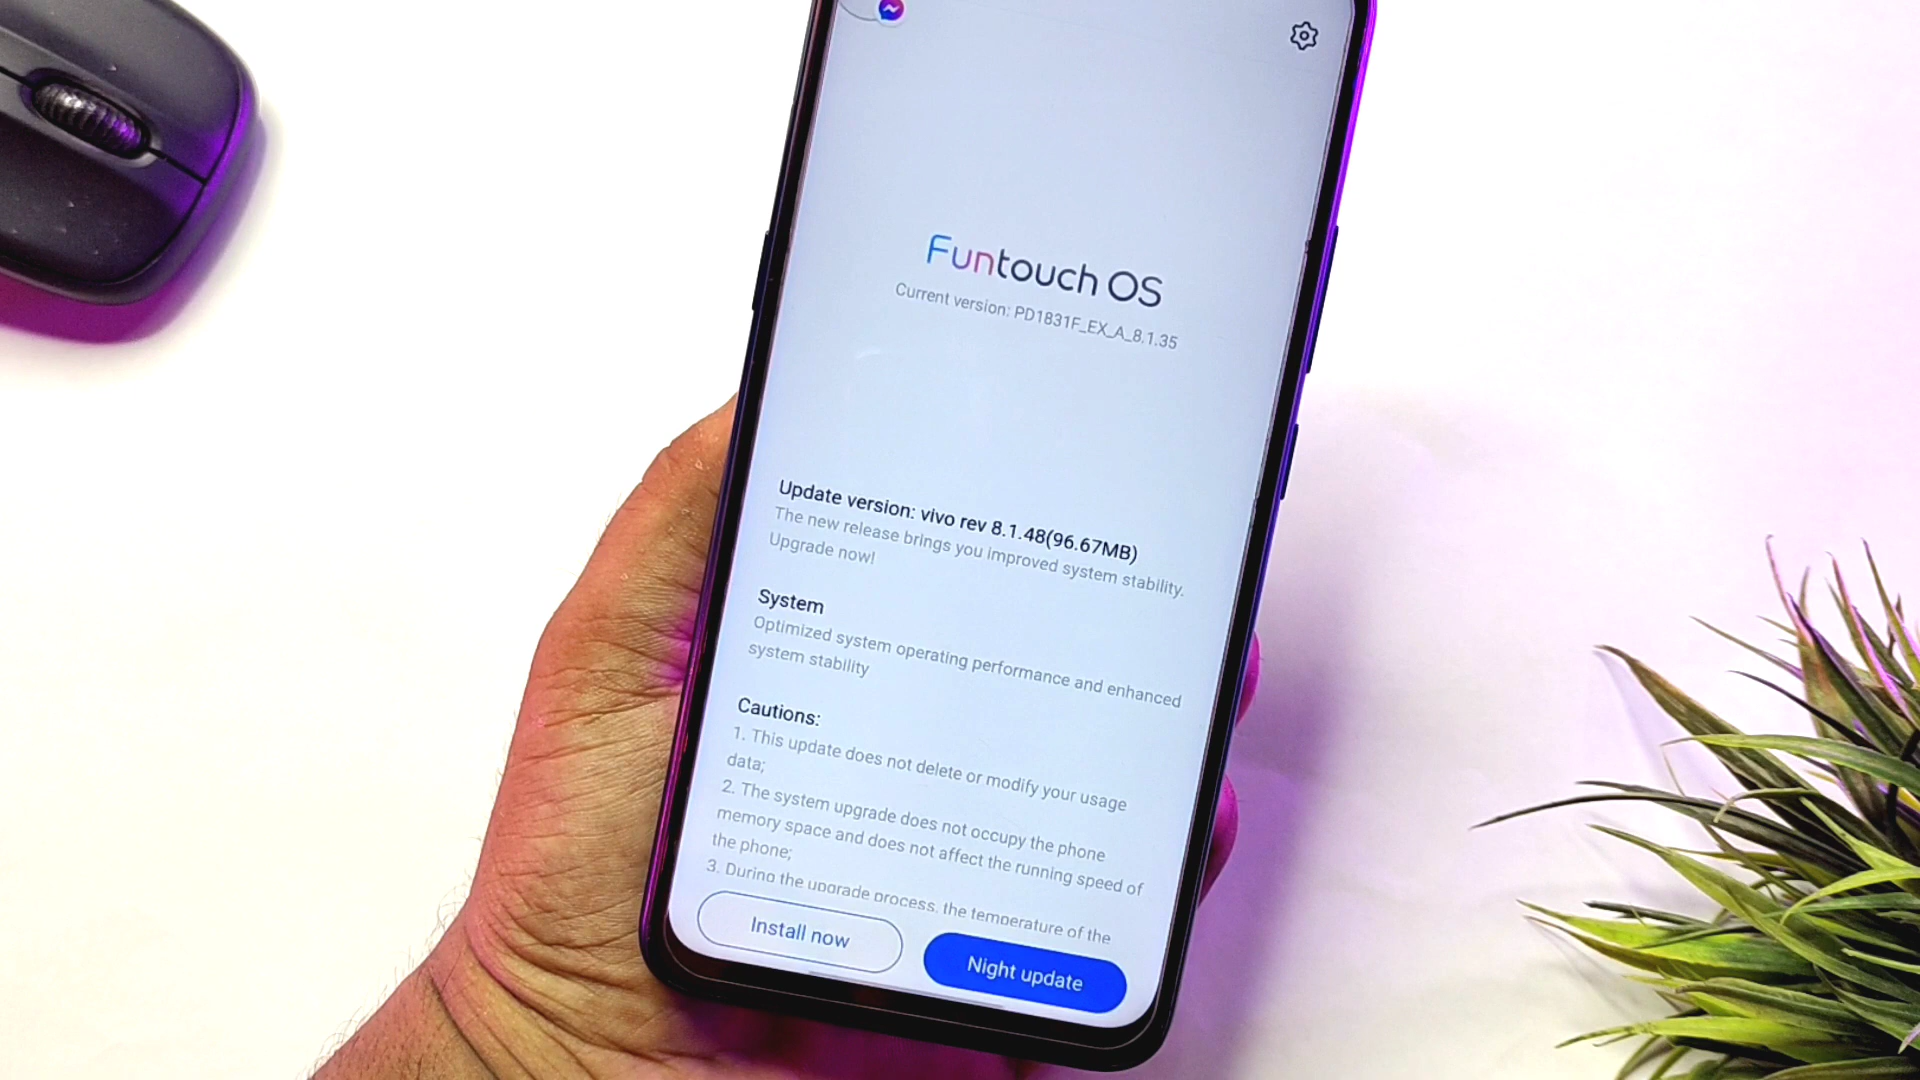 Funtouch OS
Current version: PD1831F_EX_A_8.1.35
Update version: vivo rev 8.1.48(96.67MB)
The new release brings you improved system stability.
Upgrade now!
System
Optimized system operating performance and enhanced
system stability
Cautions:
1. This update does not delete or modify your usage
data;
2. The system upgrade does not occupy the phone
memory space and does not affect the running speed of
the phone;
3. During the upgrade process, the temperature of the
Install now
Night update